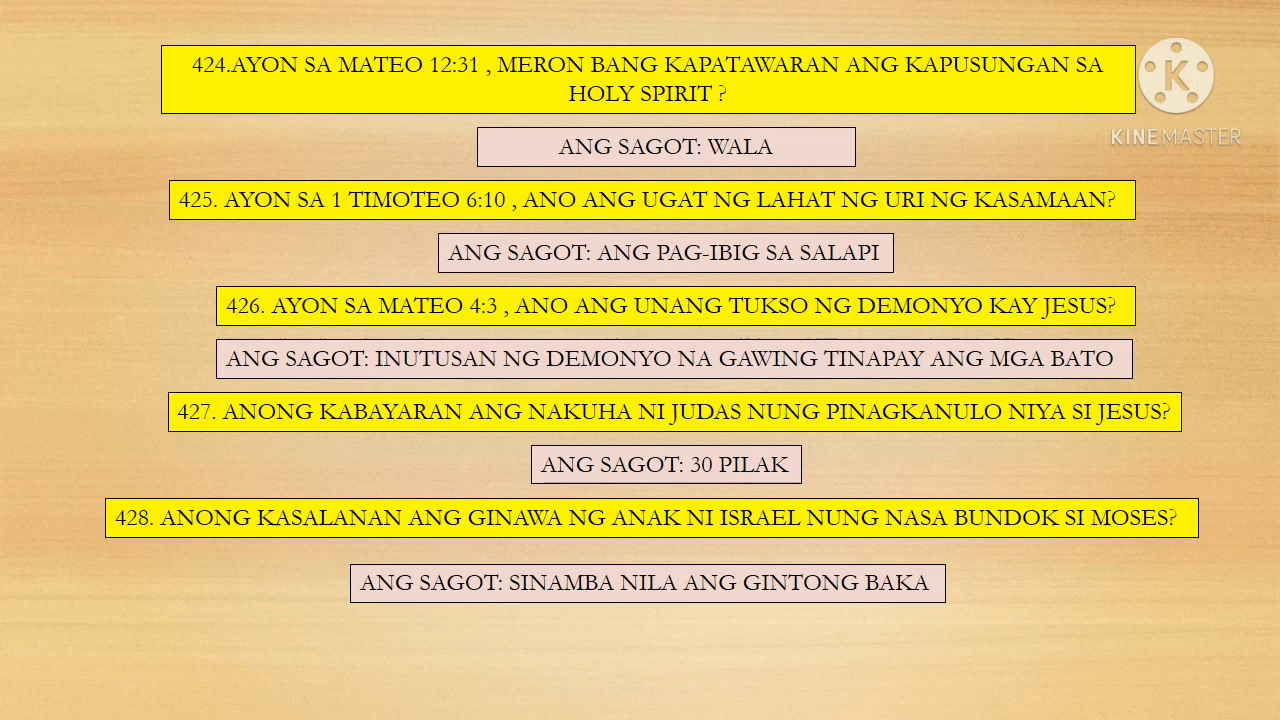 424.AYON SA MATEO 12:31 , MERON BANG KAPATAWARAN ANG KAPUSUNGAN SA
HOLY SPIRIT ?
K
KINEMASTER
ANG SAGOT: WALA
425. AYON SA 1 TIMOTEO 6:10 , ANO ANG UGAT NG LAHAT NG URI NG KASAMAAN?
ANG SAGOT: ANG PAG-IBIG SA SALAPI
426. AYON SA MATEO 4:3 , ANO ANG UNANG TUKSO NG DEMONYO KAY JESUS?
ANG SAGOT: INUTUSAN NG DEMONYO NA GAWING TINAPAY ANG MGA BATO
427. ANONG KABAYARAN ANG NAKUHA NI JUDAS NUNG PINAGKANULO NIYA SI JESUS?
ANG SAGOT: 30 PILAK
428. ANONG KASALANAN ANG GINAWA NG ANAK NI ISRAEL NUNG NASA BUNDOK SI MOSES?
ANG SAGOT: SINAMBA NILA ANG GINTONG BAKA